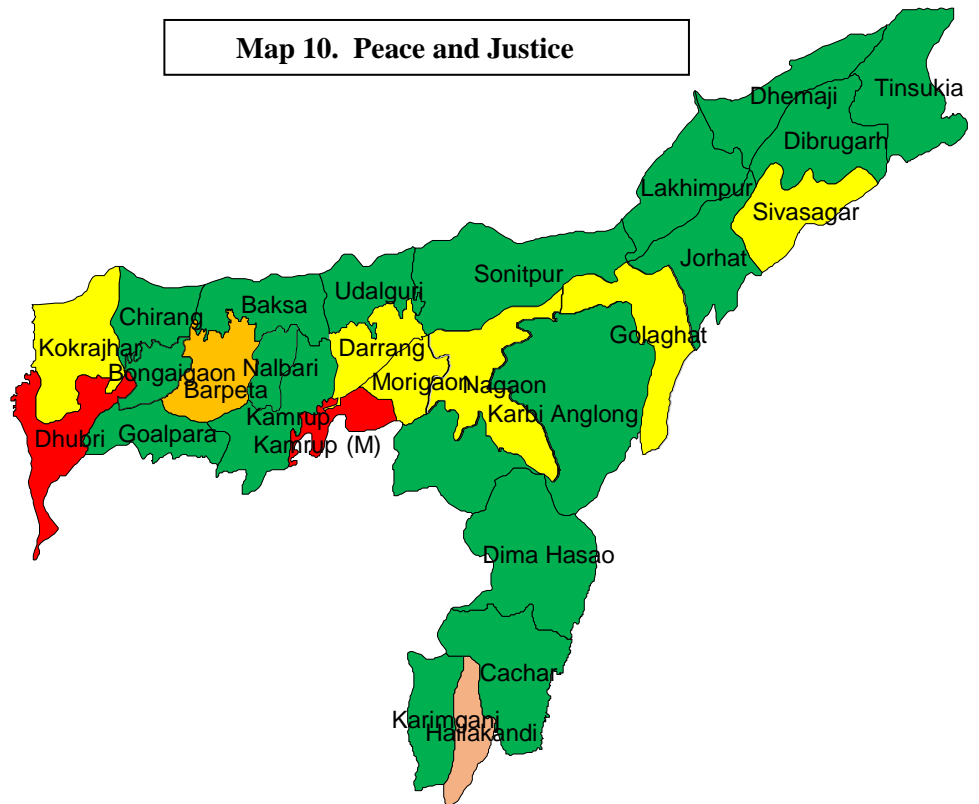 Map 10. Peace and Justice
Tinsukia
Dhemaji
Dibrugarh
Lakhimpur
Sivasagar
Jorhat
Sonitpur
Udalguri
Baksa
Chirang
Golaghat
Kokrajhar
Darrang
Bongaigaon
Nalbari
Morigaon
Nagaon
Barpeta
Karbi Anglong
Kamrup
Dhubri
Goalpara
Kamrup (M)
Dima Hasao
Cachar
Karimganj
Hailakandi